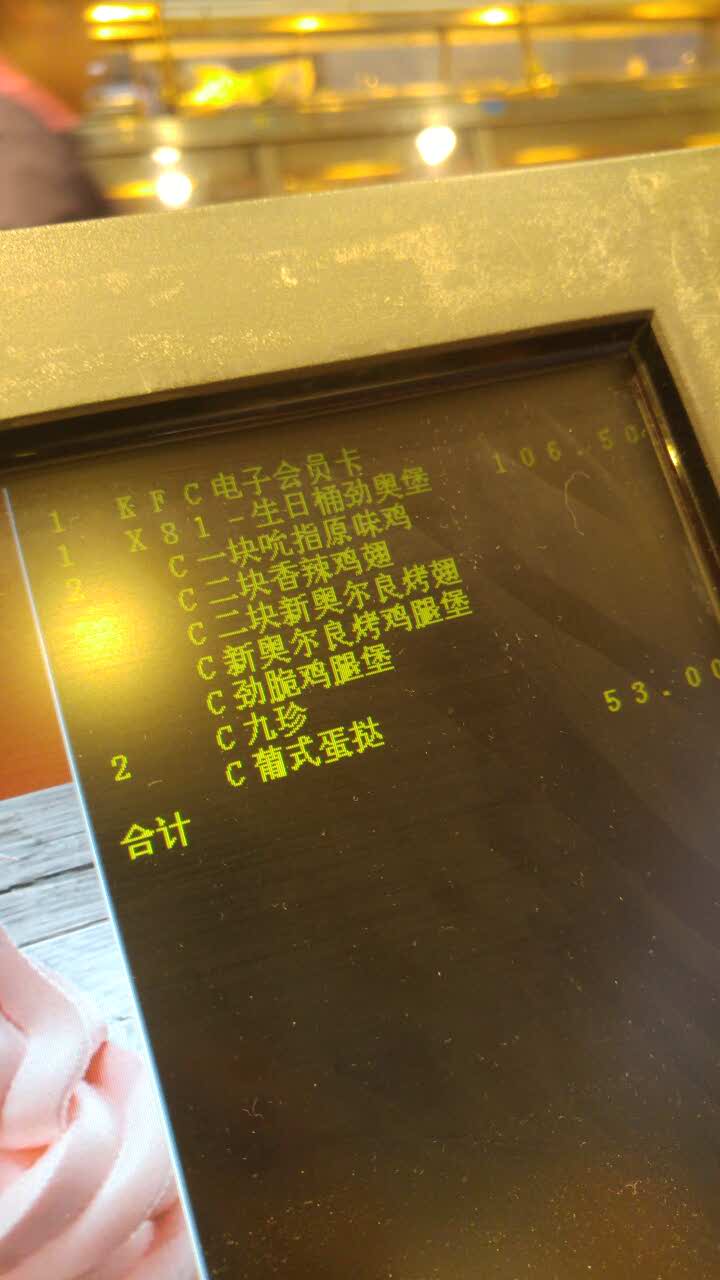 1 KFC电子会员卡
1 X81-生日桶劲奥堡 106.50
2 C一块吮指原味鸡
C二块香辣鸡翅
C二块新奥尔良烤翅
C新奥尔良烤鸡腿堡
C劲脆鸡腿堡
C九珍
2 C葡式蛋挞
合计 53.00